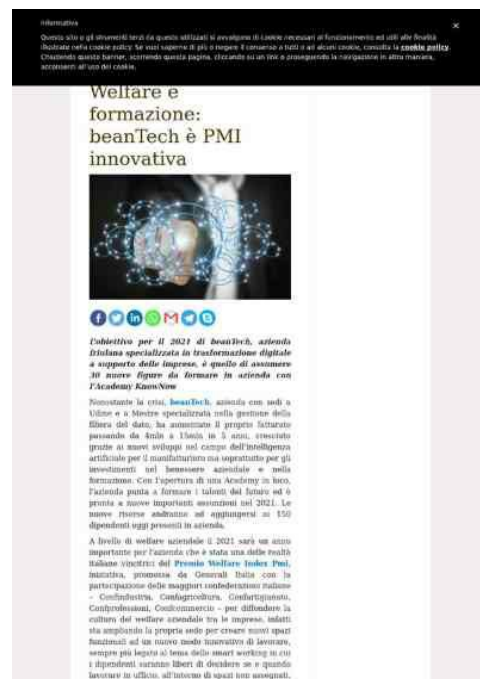 Informativa
×
Questo sito o gli strumenti terzi da questo utilizzati si avvalgono di cookie necessari al funzionamento ed utili alle finalità
illustrate nella cookie policy. Se vuoi saperne di più o negare il consenso a tutti o ad alcuni cookie, consulta la cookie policy.
Chiudendo questo banner, scorrendo questa pagina, cliccando su un link o proseguendo la navigazione in altra maniera,
acconsenti all'uso dei cookie.
Welfare e
formazione:
beanTech è PMI
innovativa
L'obiettivo per il 2021 di beanTech, azienda
friulana specializzata in trasformazione digitale
a supporto delle imprese, è quello di assumere
30 nuove figure da formare in azienda con
l'Academy KnowNow
Nonostante la crisi, beanTech, azienda con sedi a
Udine e a Mestre specializzata nella gestione della
filiera del dato, ha aumentato il proprio fatturato
passando da 4mln a 15mln in 5 anni, cresciuto
grazie ai nuovi sviluppi nel campo dell'intelligenza
artificiale per il manifatturiero ma soprattutto per gli
investimenti nel benessere aziendale e nella
formazione. Con l'apertura di una Academy in loco,
l'azienda punta a formare i talenti del futuro ed è
pronta a nuove importanti assunzioni nel 2021. Le
nuove risorse andranno ad aggiungersi ai 150
dipendenti oggi presenti in azienda.
A livello di welfare aziendale il 2021 sarà un anno
importante per l'azienda che è stata una delle realtà
italiane vincitrici del Premio Welfare Index Pmi,
iniziativa, promossa da Generali Italia con la
partecipazione delle maggiori confederazioni italiane
– Confindustria, Confagricoltura, Confartigianato,
Confprofessioni, Confcommercio – per diffondere la
cultura del welfare aziendale tra le imprese, infatti
sta ampliando la propria sede per creare nuovi spazi
funzionali ad un nuovo modo innovativo di lavorare,
sempre più legato al tema dello smart working in cui
i dipendenti saranno liberi di decidere se e quando
lavorare in ufficio, all'interno di spazi non assegnati,